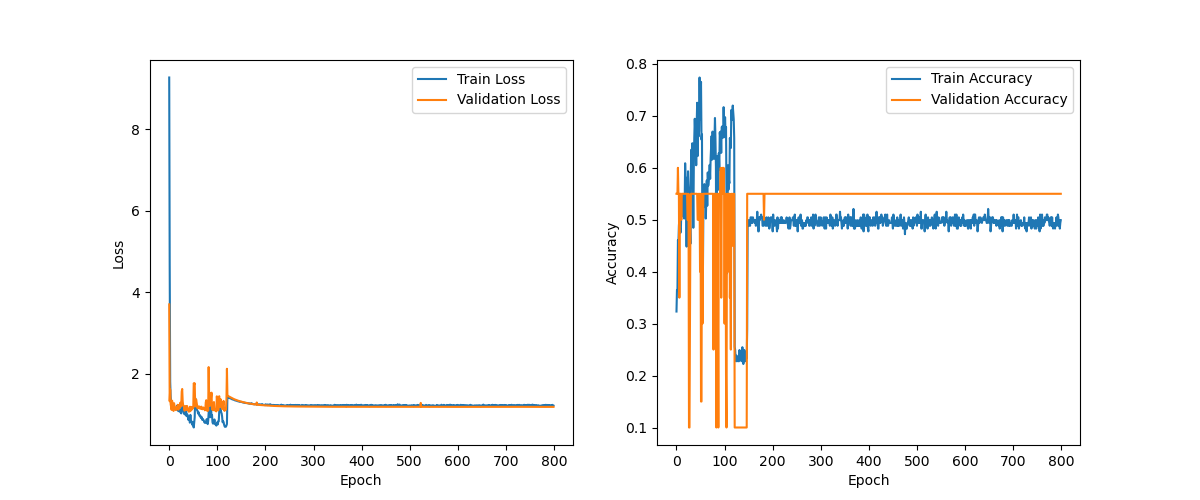 Train Loss
Validation Loss
8
6
4
2
0 100 200 300 400 500 600 700 800
Loss
Epoch
Train Accuracy
Validation Accuracy
0.8
0.7
0.6
0.5
0.4
0.3
0.2
0.1
0 100 200 300 400 500 600 700 800
Accuracy
Epoch